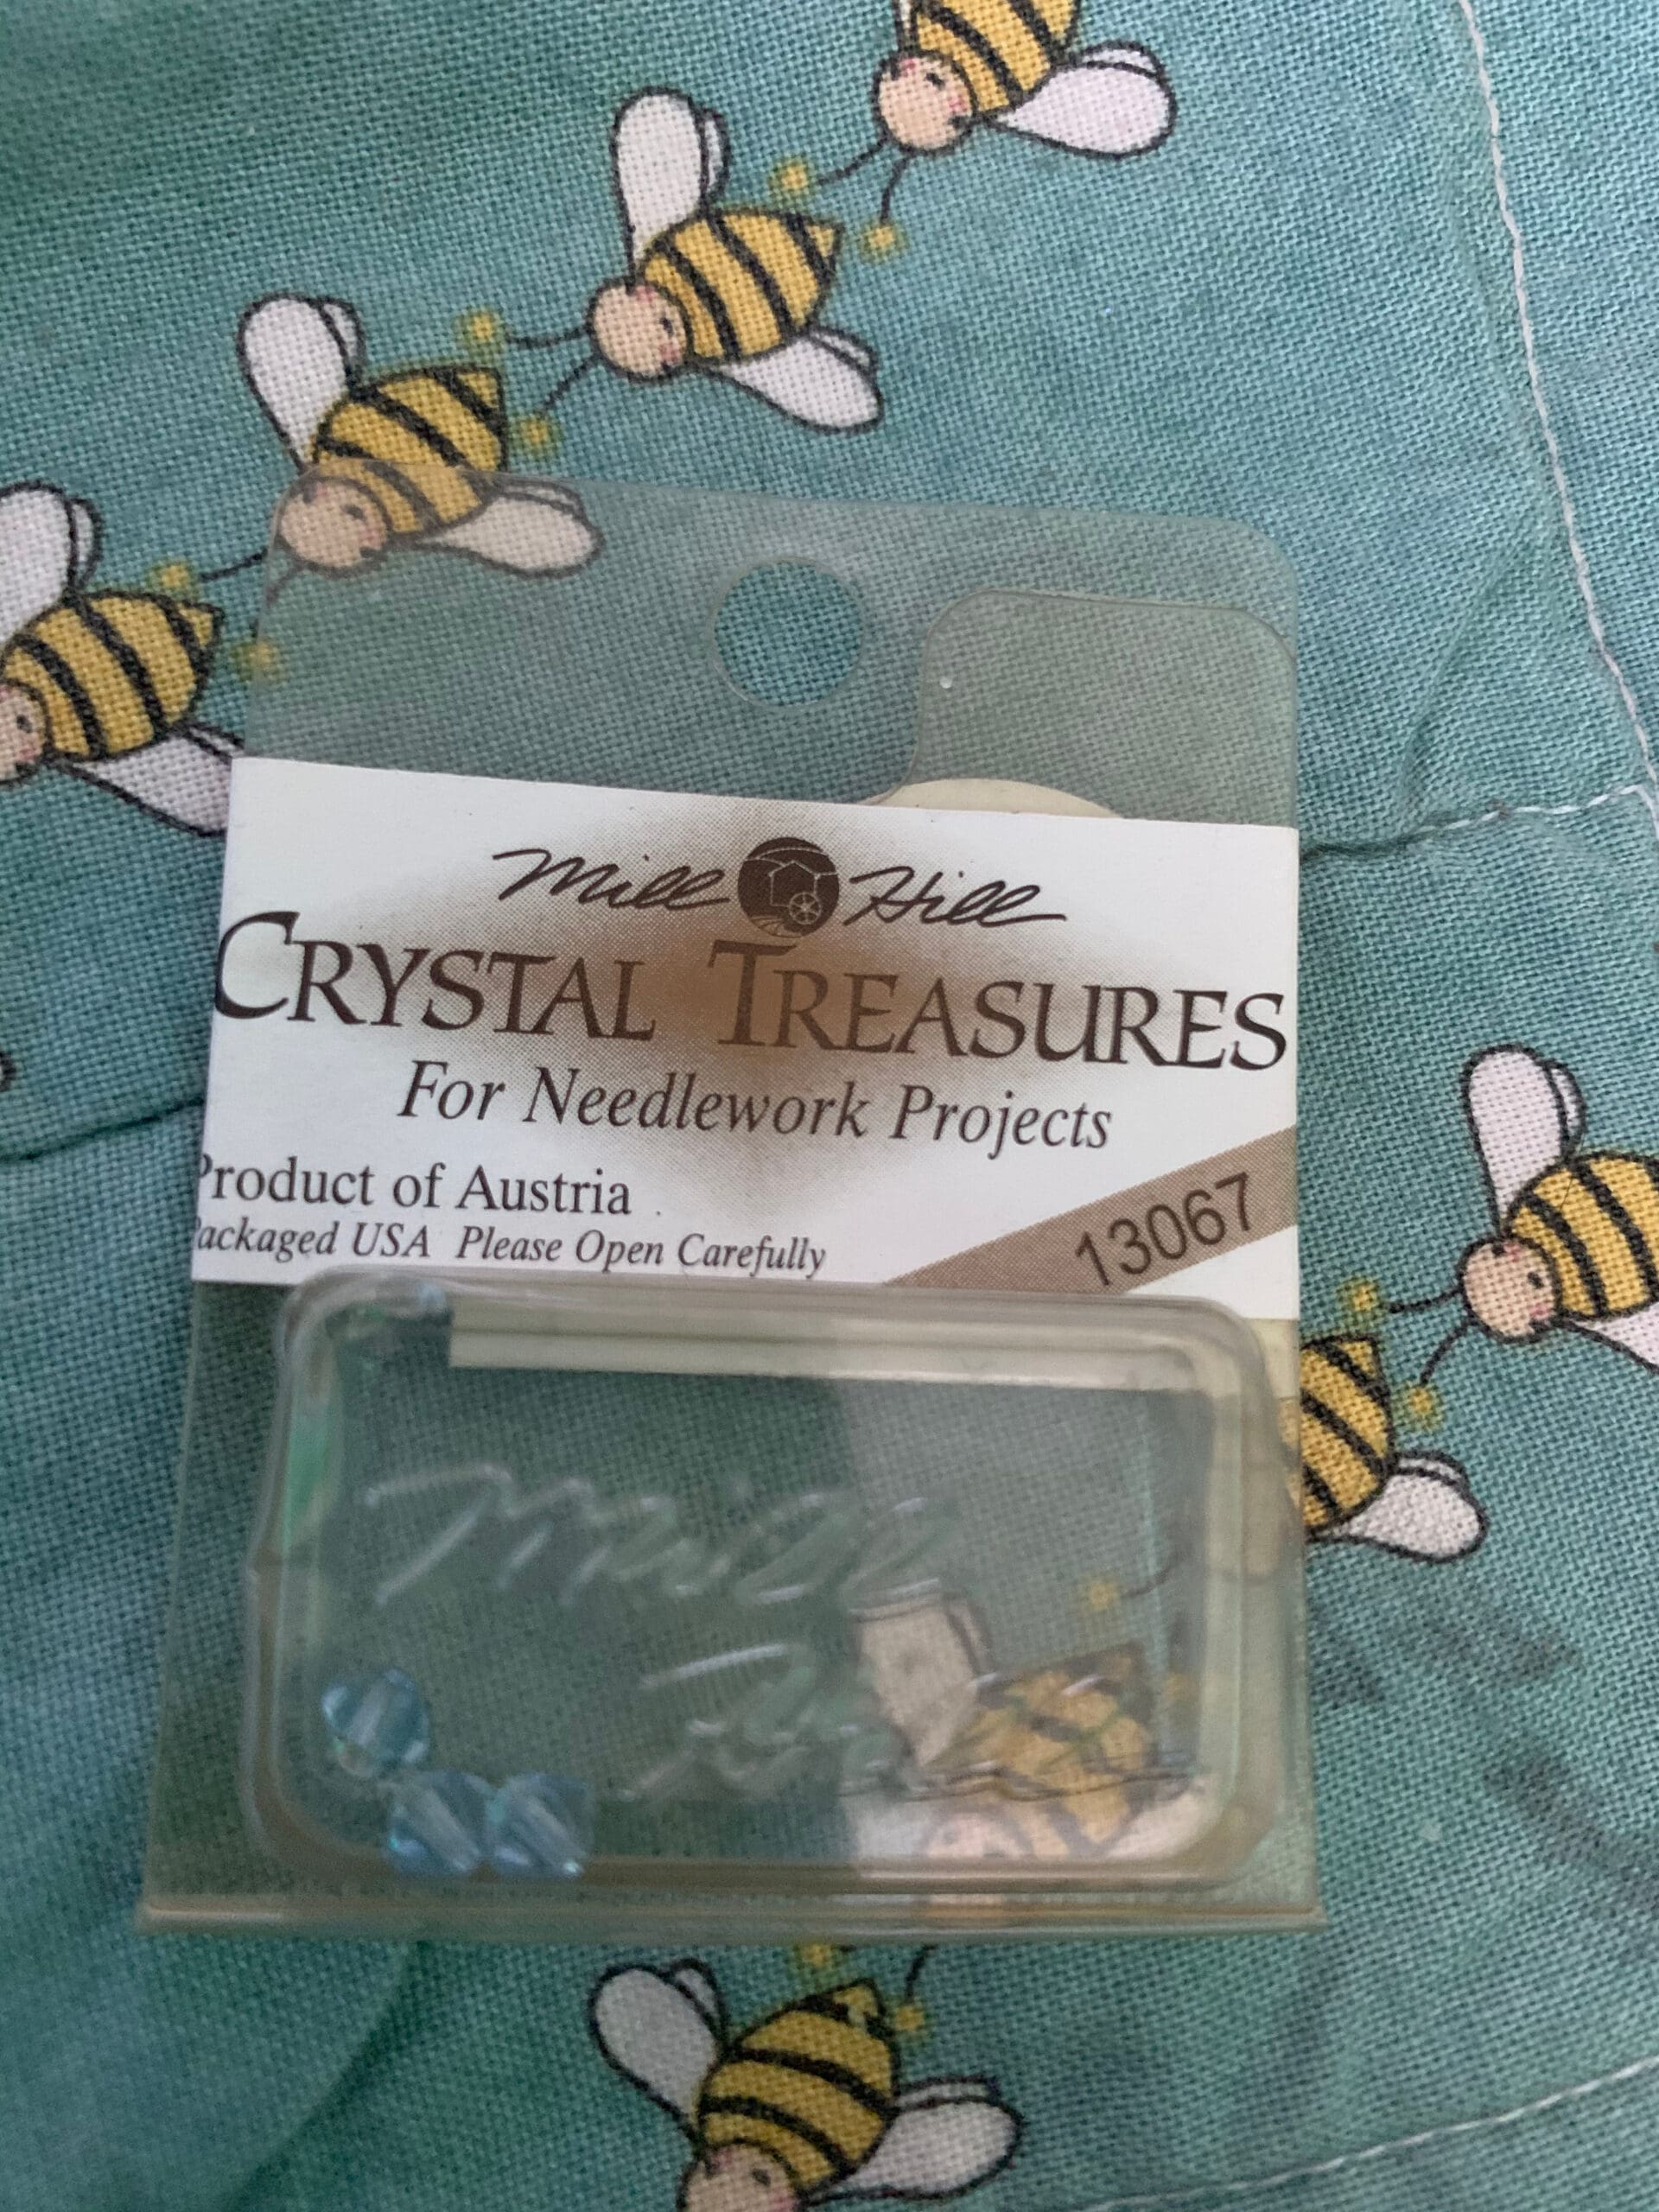 Mill Hill
CRYSTAL TREASURES
For Needlework Projects
Product of Austria
Packaged USA Please Open Carefully
13067
Mill
Hill